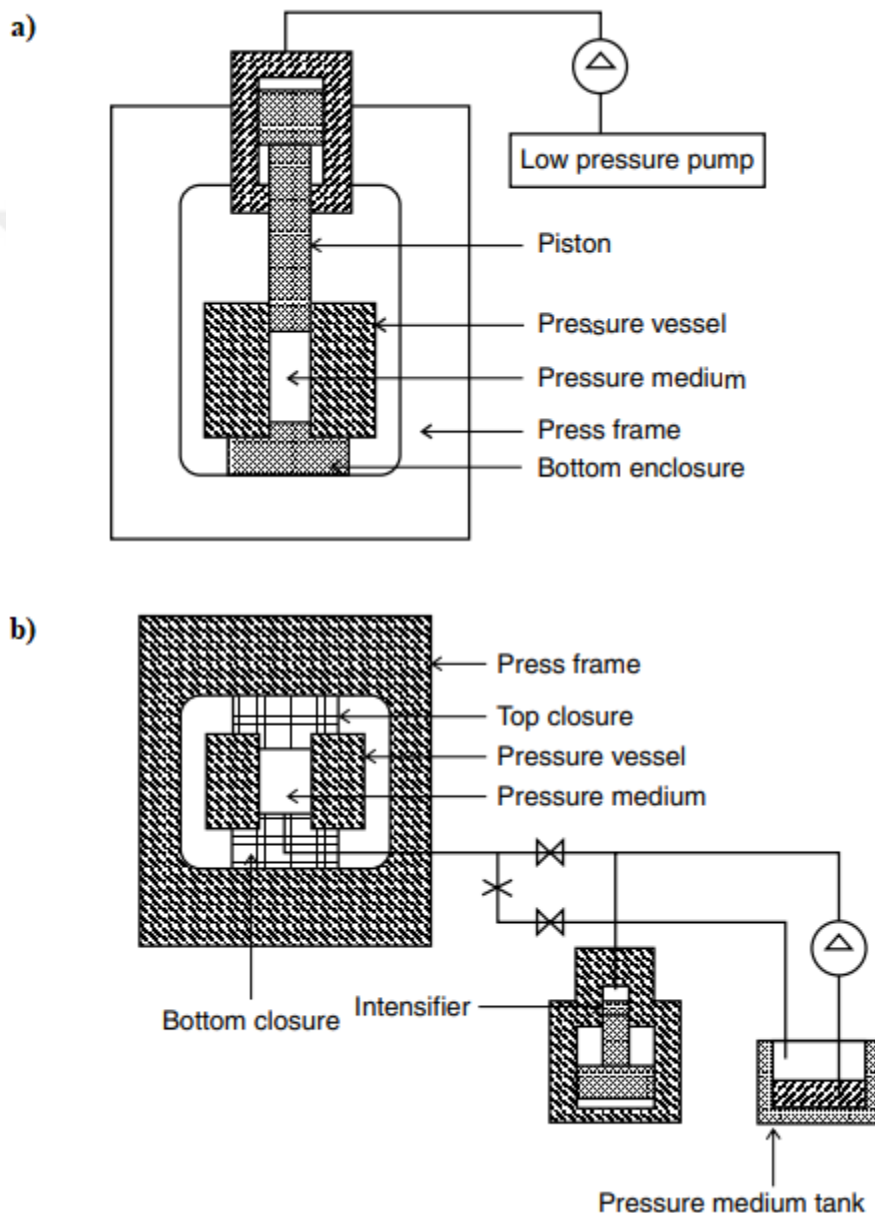 a)
Low pressure pump
Piston
Pressure vessel
Pressure medium
Press frame
Bottom enclosure
b)
Press frame
Top closure
Pressure vessel
Pressure medium
Intensifier
Bottom closure
Pressure medium tank